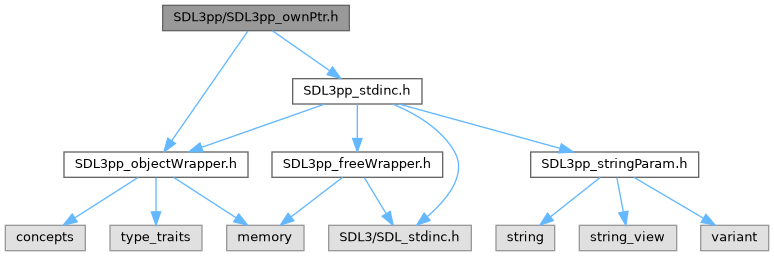 SDL3pp/SDL3pp_ownPtr.h
SDL3pp_stdinc.h
SDL3pp_objectWrapper.h
SDL3pp_freeWrapper.h
SDL3pp_stringParam.h
concepts
type_traits
memory
SDL3/SDL_stdinc.h
string
string_view
variant